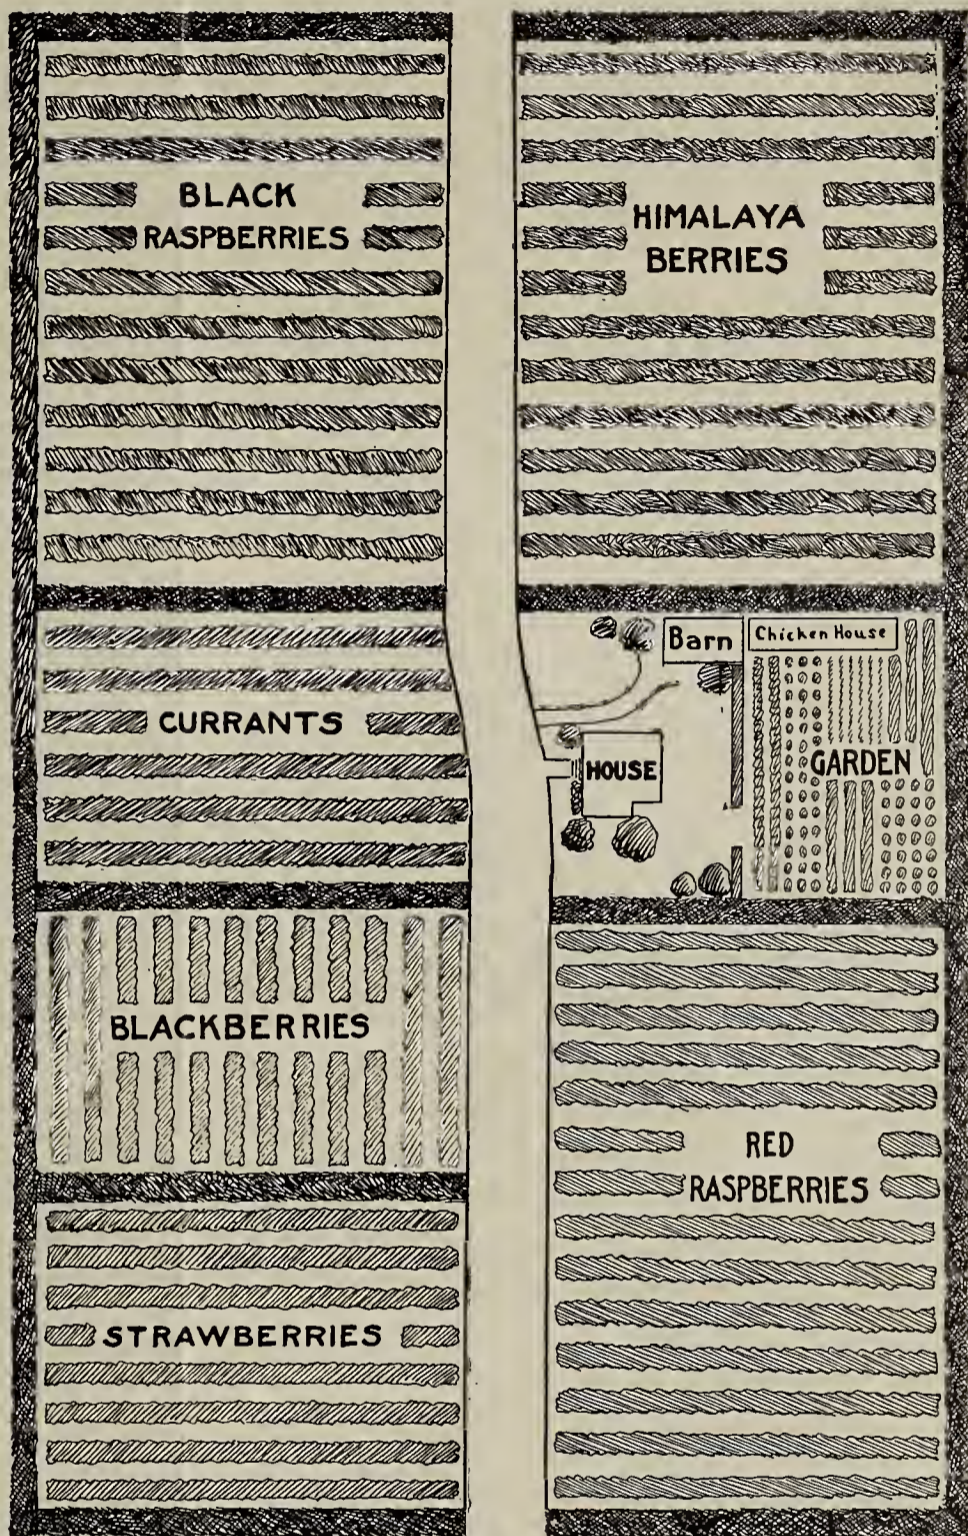 BLACK
RASPBERRIES
HIMALAYA
BERRIES
CURRANTS
Barn
Chicken House
HOUSE
GARDEN
BLACKBERRIES
RED
RASPBERRIES
STRAWBERRIES